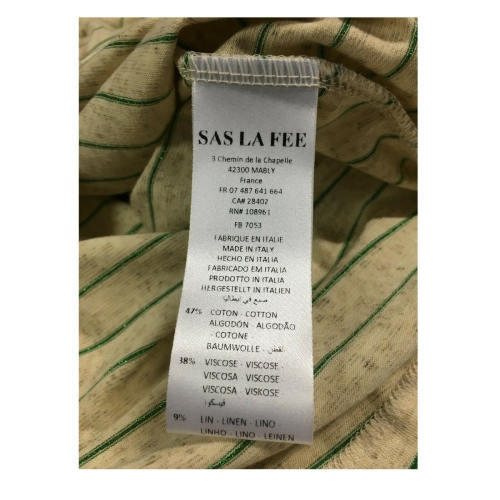 SAS LA FEE
3 Chemin de la Chapelle
42300 MABLY
France
FR 07 487 641 664
CA# 28402
RN# 108961
FB 7053
FABRIQUE EN ITALIE
MADE IN ITALY
HECHO EN ITALIA
FABRICADO EM ITALIA
PRODOTTO IN ITALIA
HERGESTELLT IN ITALIEN
صنع في إيطاليا
47% COTON - COTTON
ALGODÓN - ALGODÃO
- COTONE -
BAUMWOLLE - القطن
38% VISCOSE - VISCOSE -
VISCOSA - VISCOSE -
VISCOSA - VISKOSE
9% LIN - LINEN - LINO -
LINHO - LINO - LEINEN